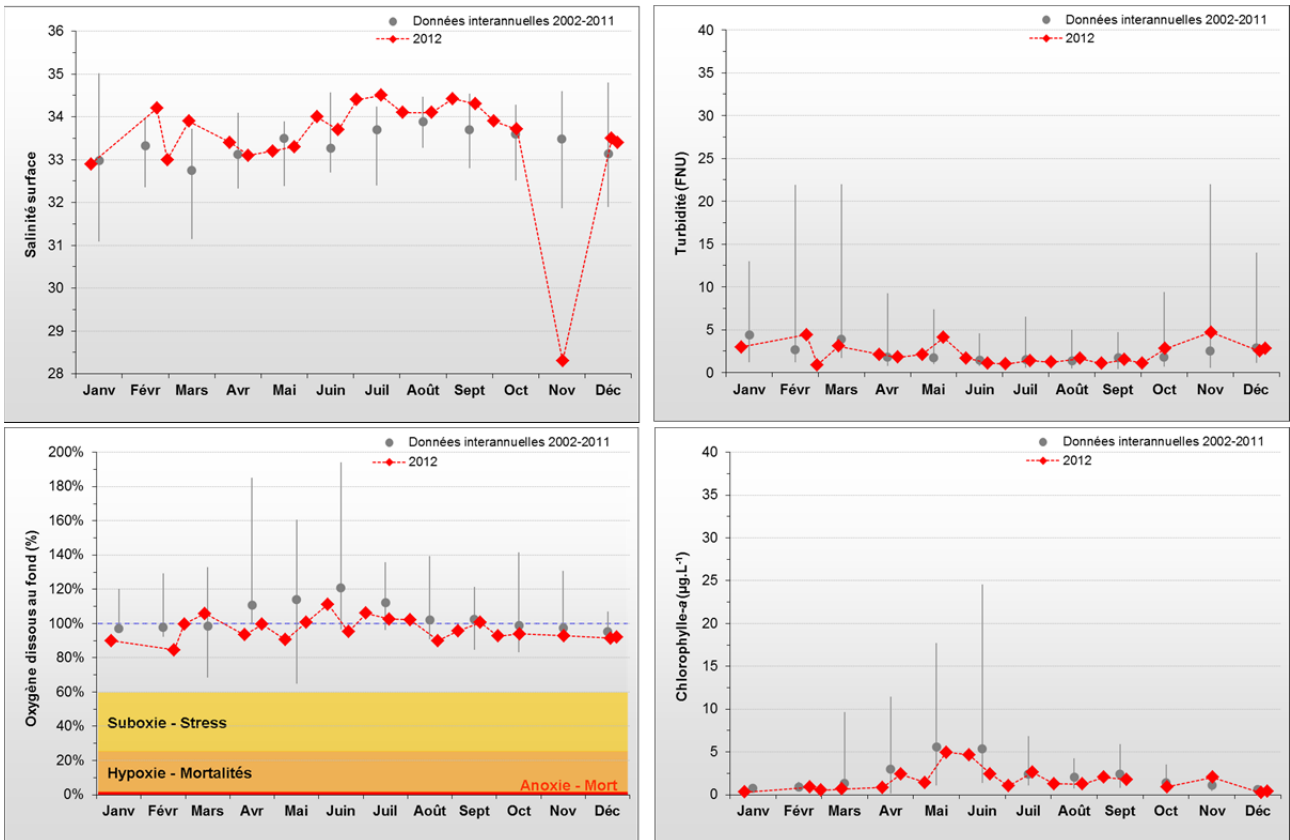 Données interannuelles 2002-2011
2012
Salinité surface
36
35
34
33
32
31
30
29
28
Janv Févr Mars Avr Mai Juin Juil Août Sept Oct Nov Déc
Données interannuelles 2002-2011
2012
Turbidité (FNU)
40
35
30
25
20
15
10
5
0
Janv Févr Mars Avr Mai Juin Juil Août Sept Oct Nov Déc
Données interannuelles 2002-2011
2012
Oxygène dissous au fond (%)
200%
180%
160%
140%
120%
100%
80%
60%
40%
20%
0%
Suboxie - Stress
Hypoxie - Mortalités
Anoxie - Mort
Janv Févr Mars Avr Mai Juin Juil Août Sept Oct Nov Déc
Données interannuelles 2002-2011
2012
Chlorophylle-a (µg.L⁻¹)
40
35
30
25
20
15
10
5
0
Janv Févr Mars Avr Mai Juin Juil Août Sept Oct Nov Déc